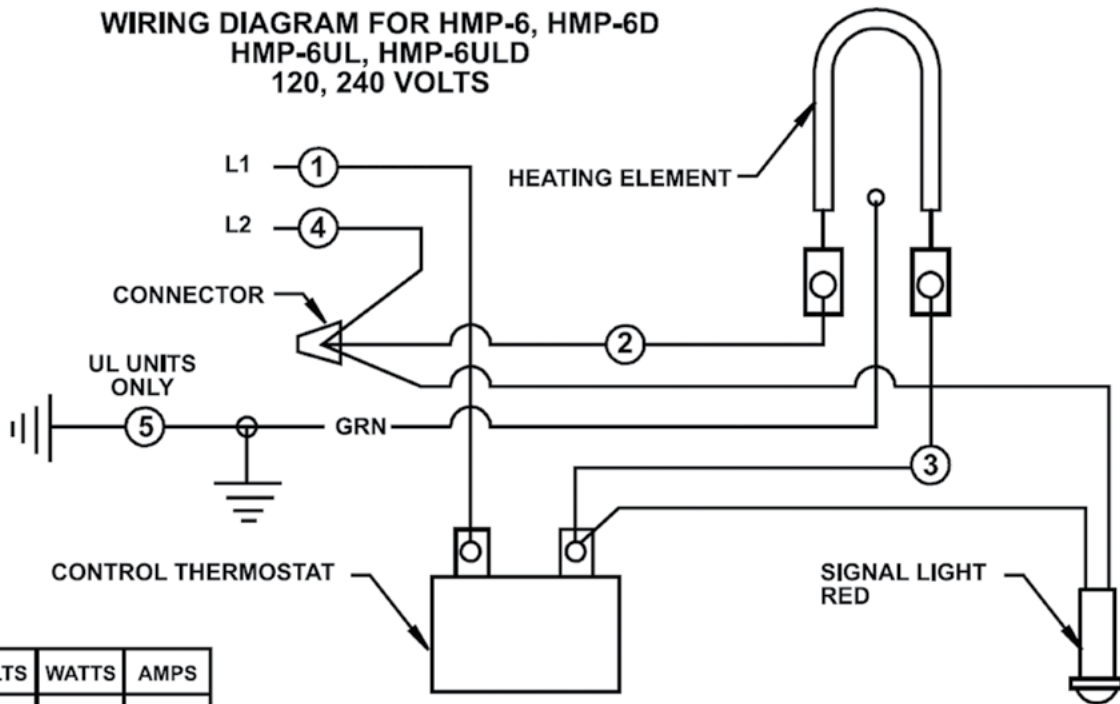 WIRING DIAGRAM FOR HMP-6, HMP-6D
HMP-6UL, HMP-6ULD
120, 240 VOLTS
L1
1
HEATING ELEMENT
L2
4
CONNECTOR
2
UL UNITS
ONLY
5
GRN
3
CONTROL THERMOSTAT
SIGNAL LIGHT
RED
LTS WATTS AMPS